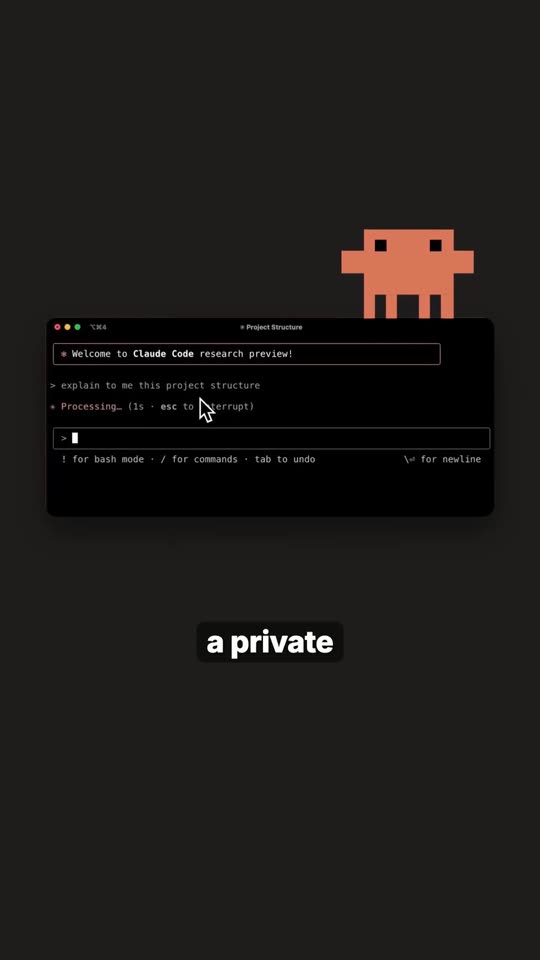 ⌥⌘4
✳ Project Structure
✻ Welcome to Claude Code research preview!
> explain to me this project structure
✳ Processing… (1s · esc to interrupt)
>
! for bash mode · / for commands · tab to undo
\⏎ for newline
a private